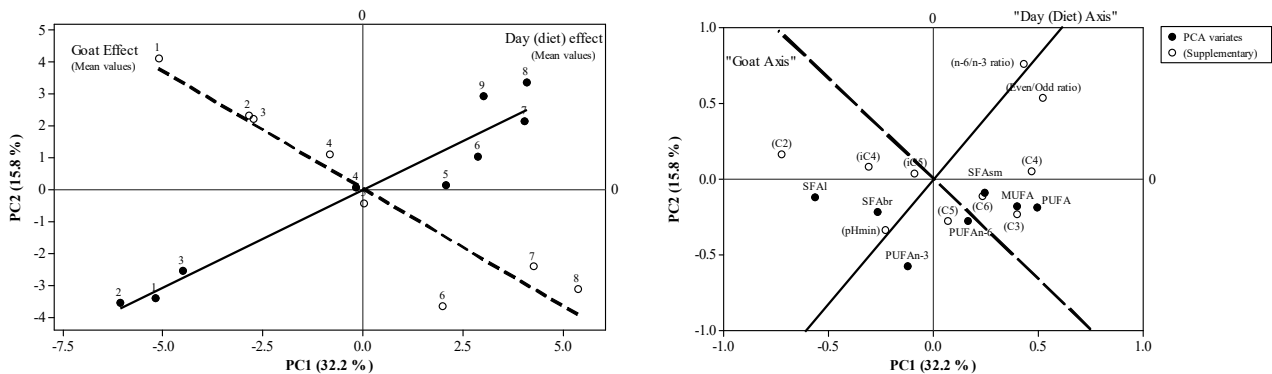 0
Goat Effect
(Mean values)
Day (diet) effect
(Mean values)
5
4
3
2
1
0
-1
-2
-3
-4
PC2 (15.8 %)
1
2
3
4
7
6
8
9
8
7
6
5
4
3
2
1
0
-7.5
-5.0
-2.5
0.0
2.5
5.0
PC1 (32.2 %)
0
"Day (Diet) Axis"
"Goat Axis"
1.0
0.5
0.0
-0.5
-1.0
PC2 (15.8 %)
(n-6/n-3 ratio)
(Even/Odd ratio)
(C2)
(iC4)
(iC5)
(C4)
SFAsm
SFAl
SFAbr
(pHmin)
(C5)
(C6)
MUFA
PUFA
(C3)
PUFAn-6
PUFAn-3
0
-1.0
-0.5
0.0
0.5
1.0
PC1 (32.2 %)
PCA variates
(Supplementary)